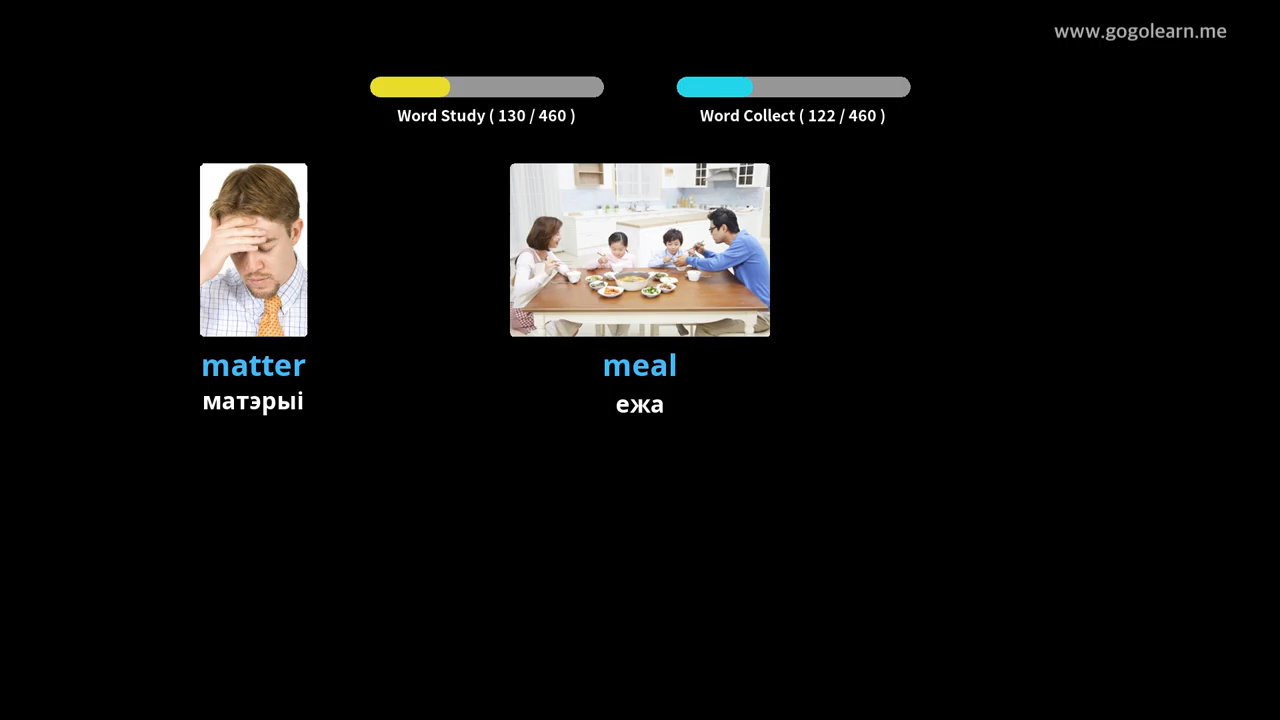 www.gogolearn.me
Word Study ( 130 / 460 )
Word Collect ( 122 / 460 )
matter
матэрыі
meal
ежа